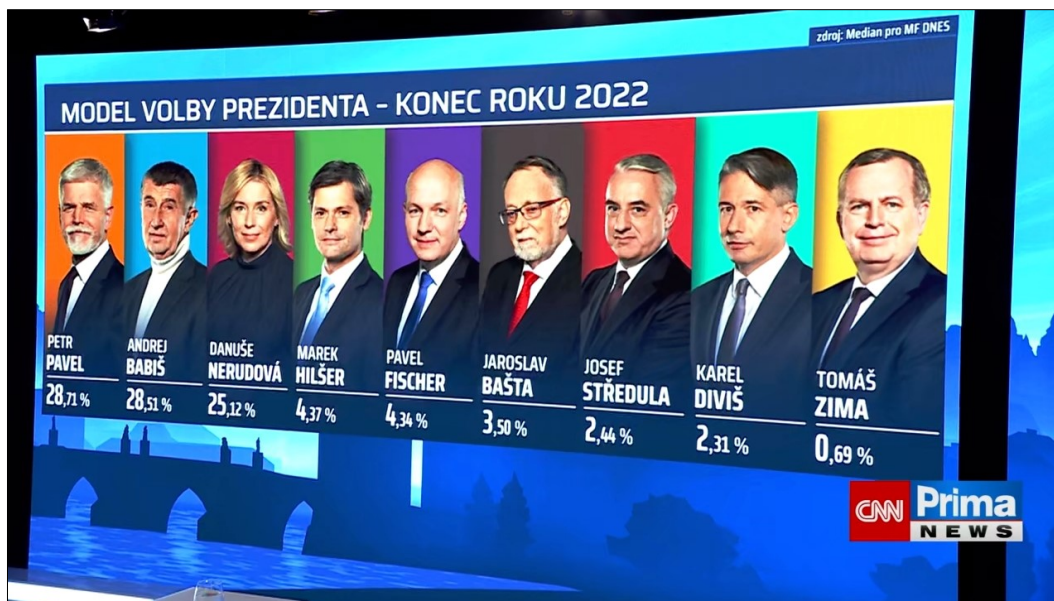 zdroj: Median pro MF DNES
MODEL VOLBY PREZIDENTA – KONEC ROKU 2022
PETR
PAVEL
28,71 %
ANDREJ
BABIŠ
28,51 %
DANUŠE
NERUDOVÁ
25,12 %
MAREK
HILŠER
4,37 %
PAVEL
FISCHER
4,34 %
JAROSLAV
BAŠTA
3,50 %
JOSEF
STŘEDULA
2,44 %
KAREL
DIVIŠ
2,31 %
TOMÁŠ
ZIMA
0,69 %
CNN Prima
NEWS